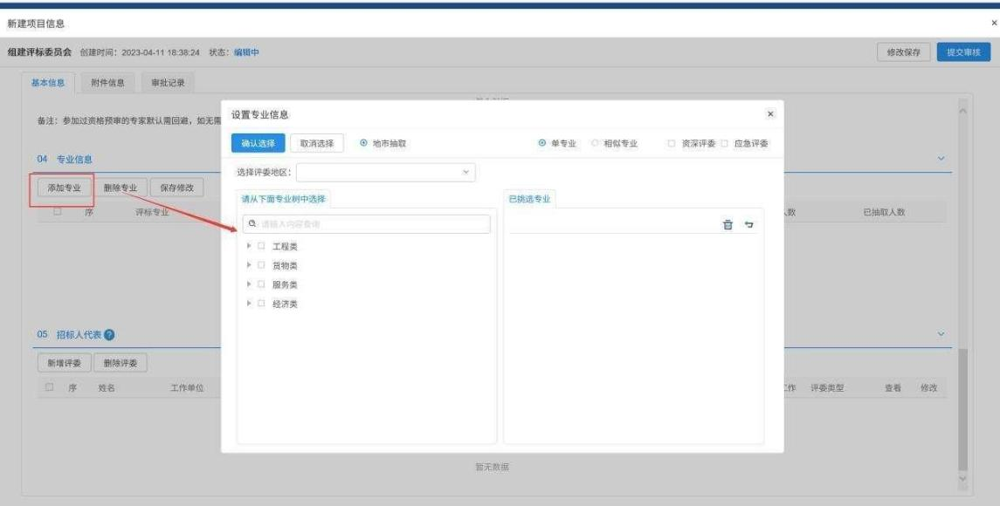 新建项目信息 ×
组建评标委员会 创建时间：2023-04-11 18:38:24 状态：编辑中 修改保存 提交审核
基本信息 附件信息 审批记录
备注：参加过资格预审的专家默认需回避，如无需
设置专业信息 ×
确认选择 取消选择 地市抽取 单专业 相似专业 资深评委 应急评委
选择评委地区：
请从下面专业树中选择 已挑选专业
请输入内容查询
工程类
货物类
服务类
经济类
04 专业信息
添加专业 删除专业 保存修改
序 评标专业 人数 已抽取人数
05 招标人代表 ?
新增评委 删除评委
序 姓名 工作单位 工作 评委类型 查看 修改
暂无数据